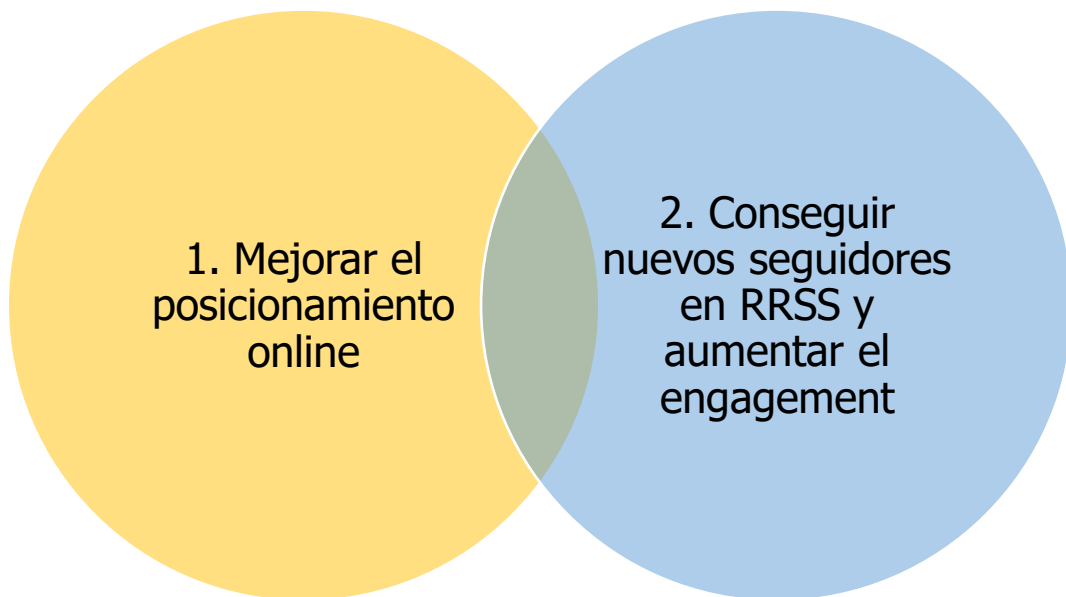 1. Mejorar el
posicionamiento
online
2. Conseguir
nuevos seguidores
en RRSS y
aumentar el
engagement